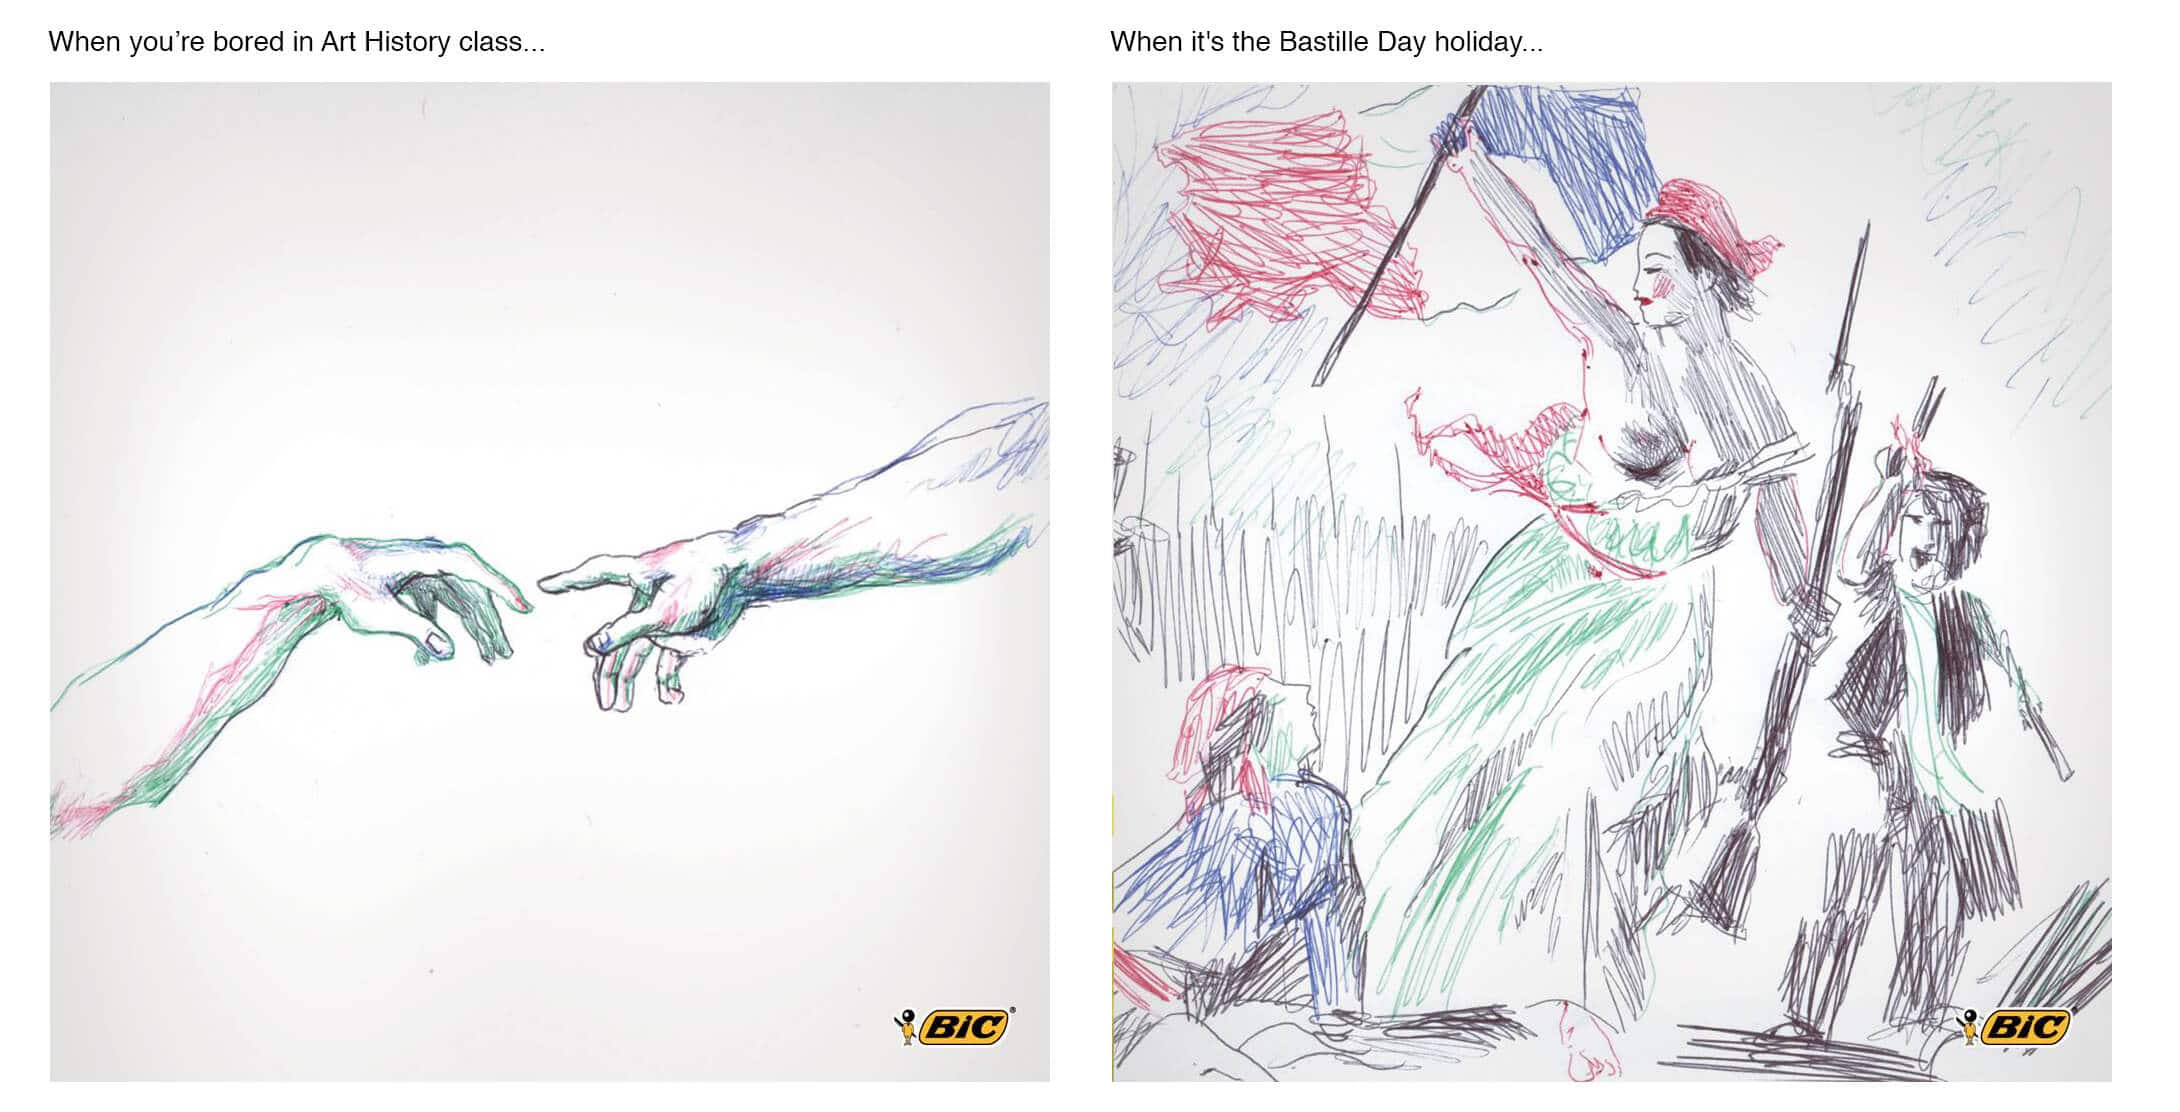 When you’re bored in Art History class...
When it's the Bastille Day holiday...
BiC®
BiC®